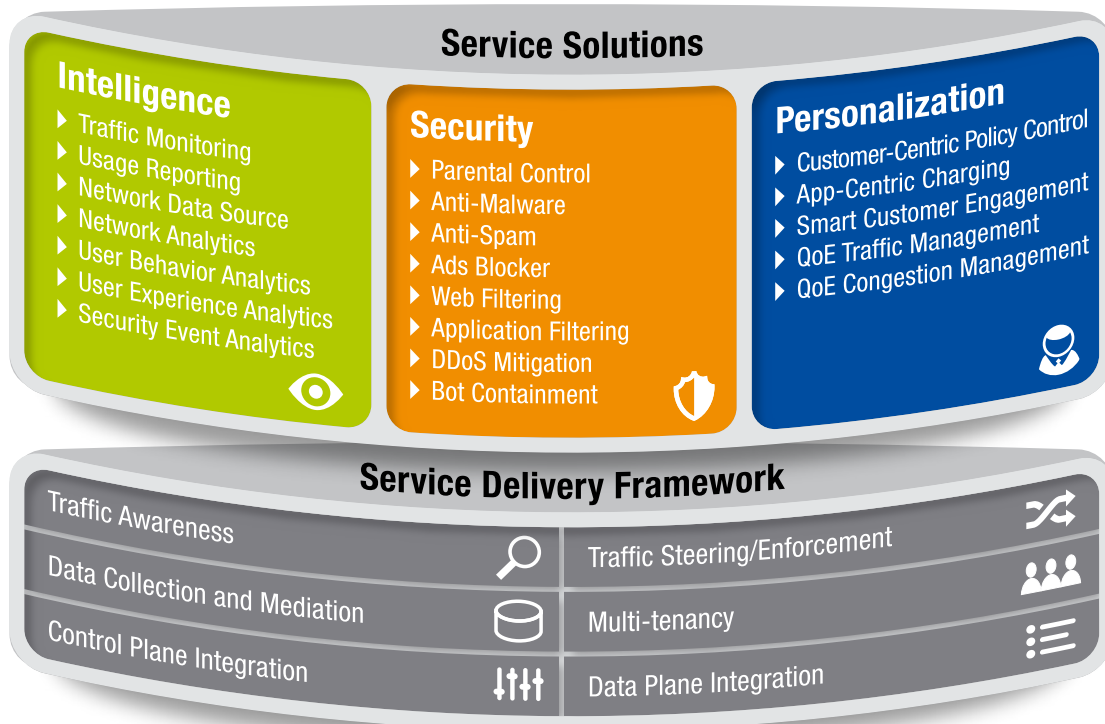 Service Solutions
Intelligence
Traffic Monitoring
Usage Reporting
Network Data Source
Network Analytics
User Behavior Analytics
User Experience Analytics
Security Event Analytics
Security
Parental Control
Anti-Malware
Anti-Spam
Ads Blocker
Web Filtering
Application Filtering
DDoS Mitigation
Bot Containment
Personalization
Customer-Centric Policy Control
App-Centric Charging
Smart Customer Engagement
QoE Traffic Management
QoE Congestion Management
Service Delivery Framework
Traffic Awareness
Data Collection and Mediation
Control Plane Integration
Traffic Steering/Enforcement
Multi-tenancy
Data Plane Integration